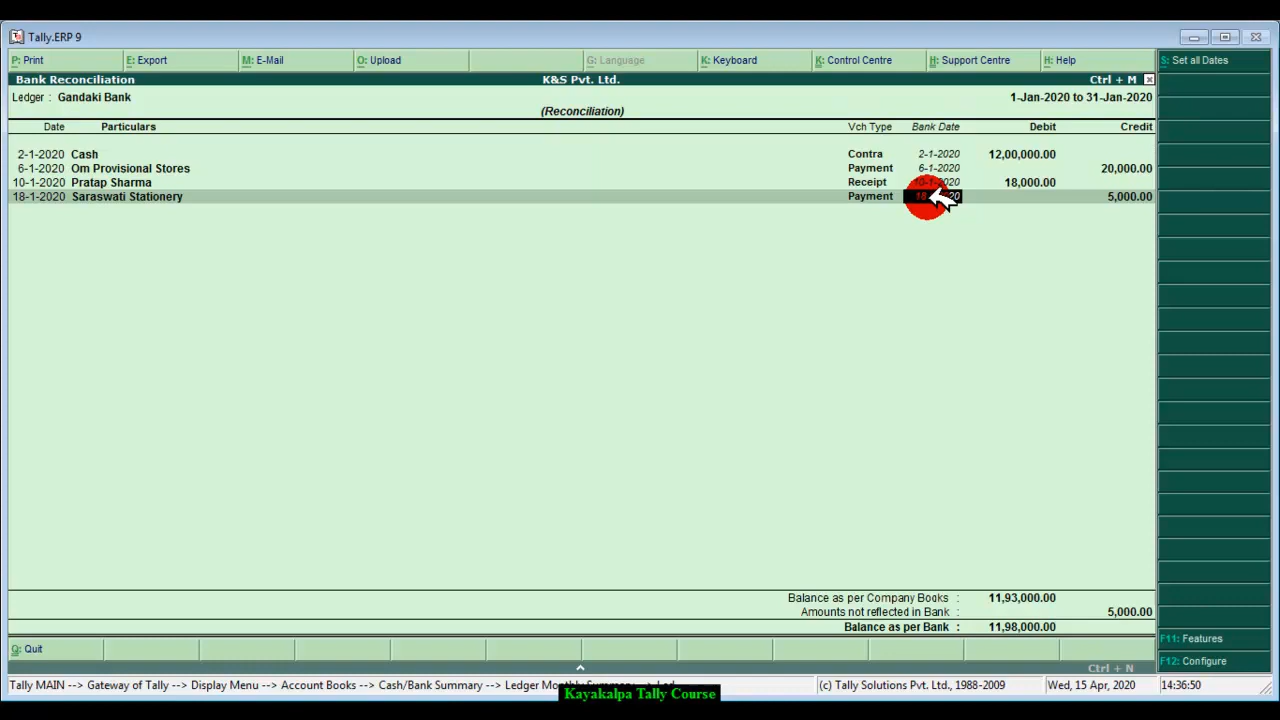 Tally.ERP 9
P: Print E: Export M: E-Mail O: Upload G: Language K: Keyboard K: Control Centre H: Support Centre H: Help S: Set all Dates
Bank Reconciliation K&S Pvt. Ltd. Ctrl + M
Ledger : Gandaki Bank 1-Jan-2020 to 31-Jan-2020
(Reconciliation)
Date Particulars Vch Type Bank Date Debit Credit
2-1-2020 Cash Contra 2-1-2020 12,00,000.00
6-1-2020 Om Provisional Stores Payment 6-1-2020 20,000.00
10-1-2020 Pratap Sharma Receipt 10-1-2020 18,000.00
18-1-2020 Saraswati Stationery Payment 5,000.00
Balance as per Company Books : 11,93,000.00
Amounts not reflected in Bank : 5,000.00
Balance as per Bank : 11,98,000.00
F11: Features
Q: Quit
F12: Configure
Ctrl + N
Tally MAIN --> Gateway of Tally --> Display Menu --> Account Books --> Cash/Bank Summary --> Ledger Monthly (c) Tally Solutions Pvt. Ltd., 1988-2009 Wed, 15 Apr, 2020 14:36:50
Kayakalpa Tally Course